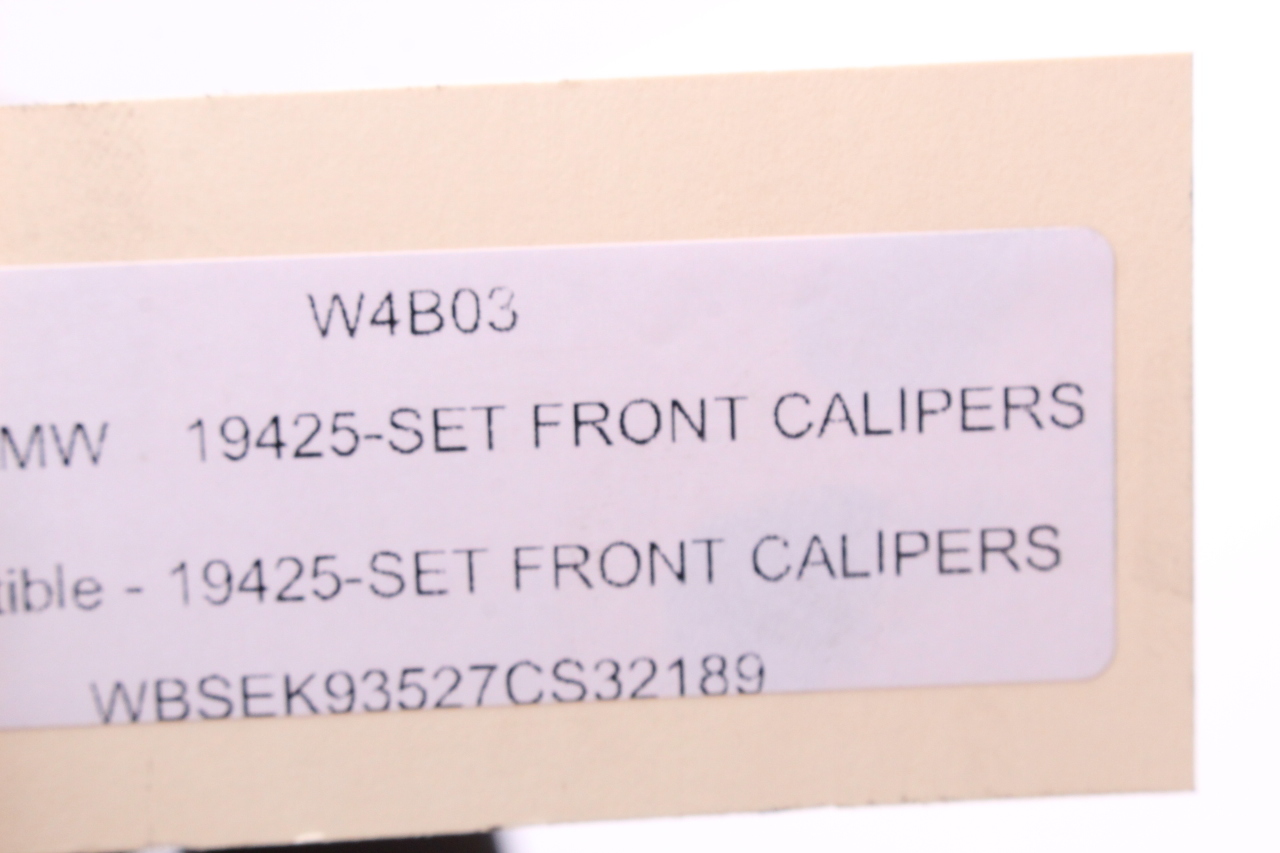 W4B03
MW 19425-SET FRONT CALIPERS
tible - 19425-SET FRONT CALIPERS
WBSEK93527CS32189